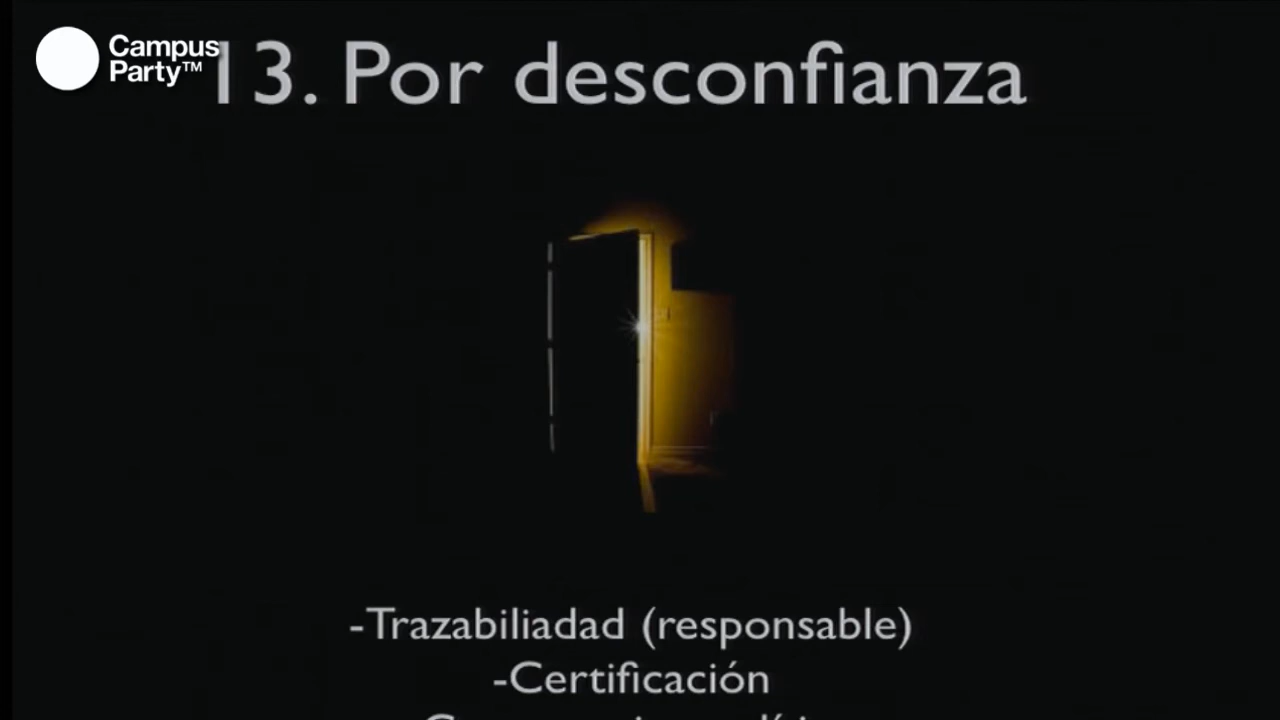 Campus
Party™
13. Por desconfianza
-Trazabiliadad (responsable)
-Certificación